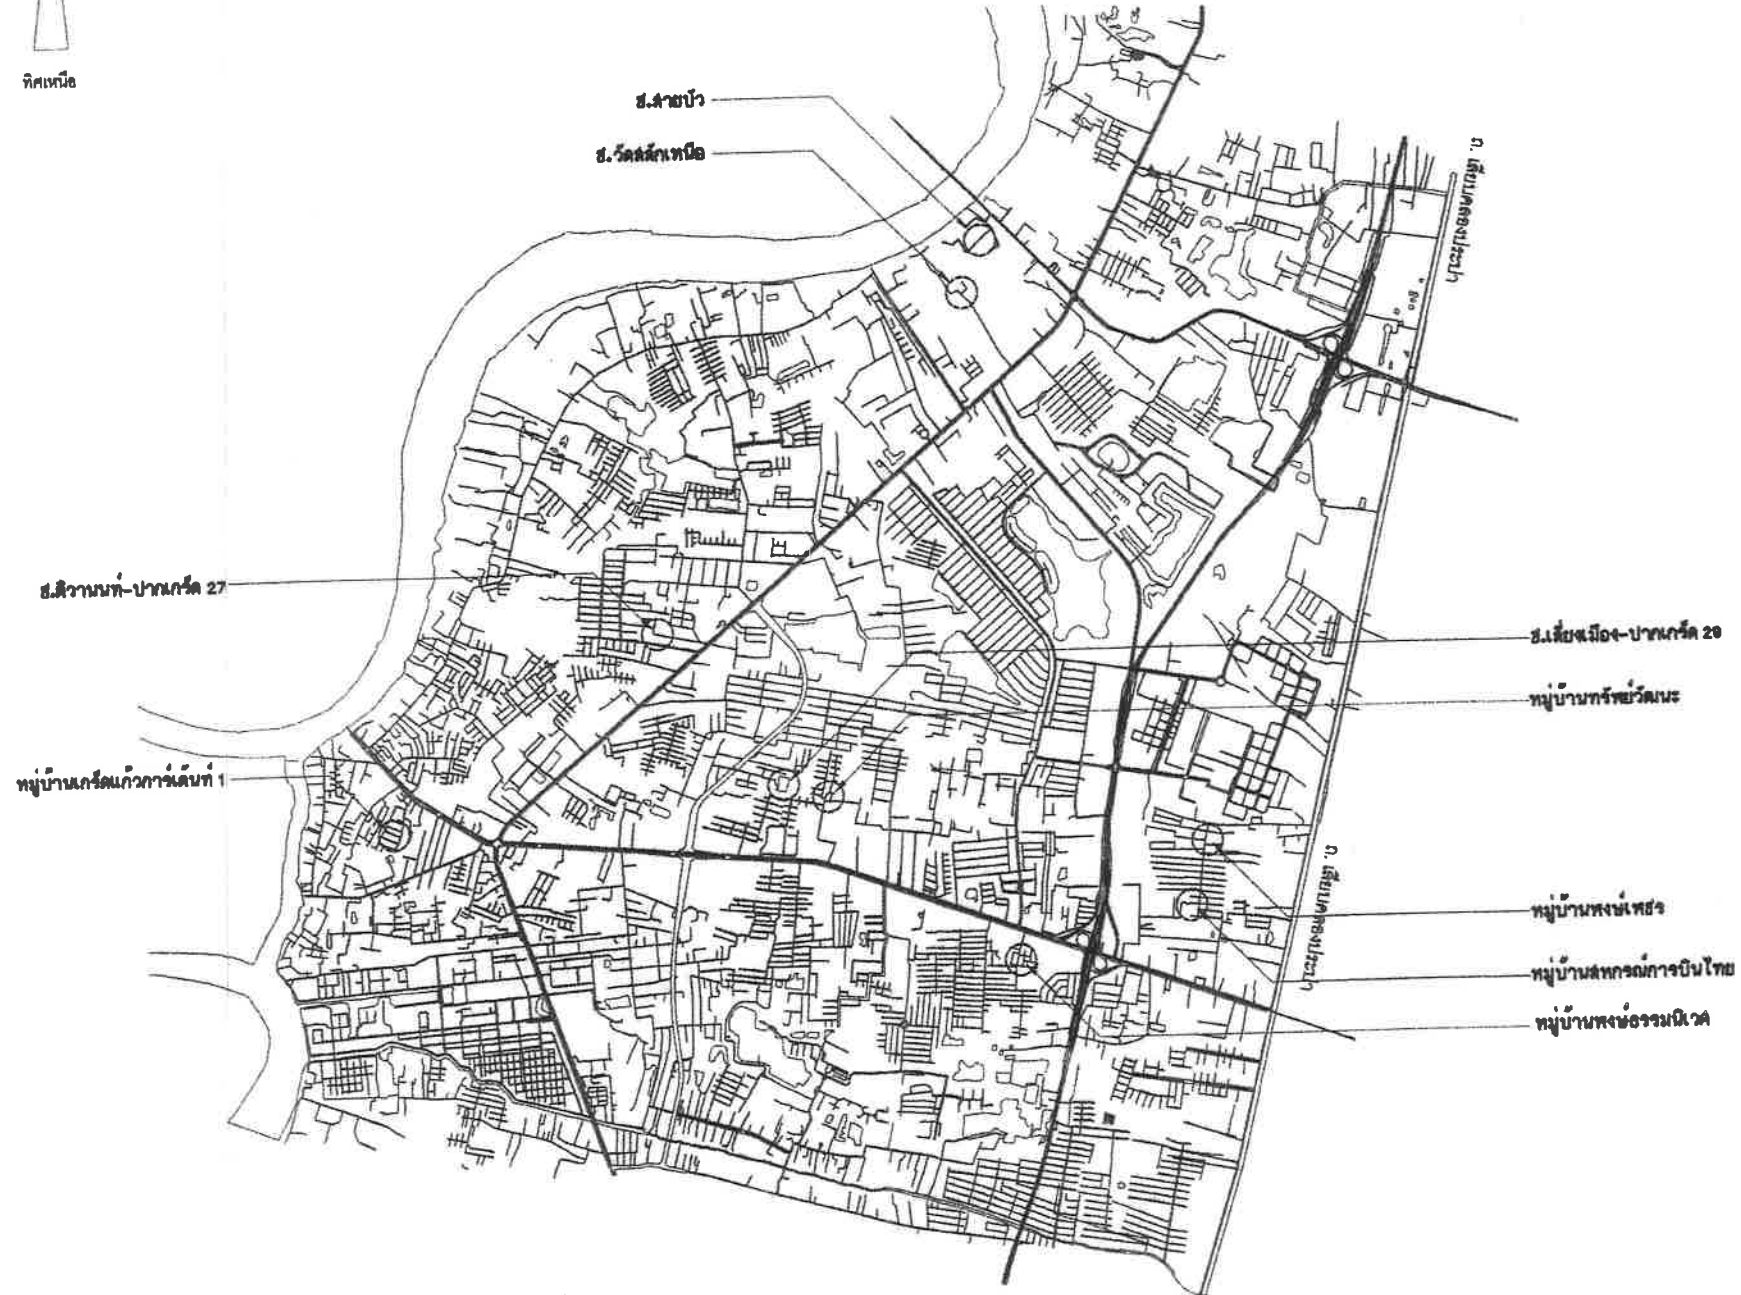 ทิศเหนือ
ซ.สายบัว
ซ.วัดสลักเหนือ
ถ. เลียบคลองประปา
ซ.ติวานนท์-ปากเกร็ด 27
ซ.เลี่ยงเมือง-ปากเกร็ด 29
หมู่บ้านทรัพย์วัฒนะ
หมู่บ้านเกร็ดแก้วการ์เด้นที่ 1
ถ. เลียบคลองประปา
หมู่บ้านพงษ์เพชร
หมู่บ้านสหกรณ์การบินไทย
หมู่บ้านพงษ์ธรรมนิเวศ